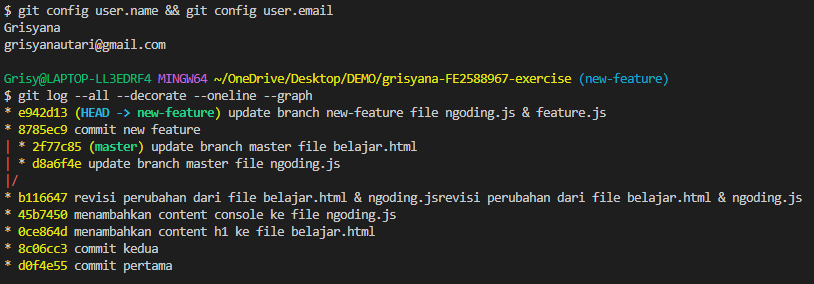 $ git config user.name && git config user.email
Grisyana
grisyanautari@gmail.com
Grisy@LAPTOP-LL3EDRF4 MINGW64 ~/OneDrive/Desktop/DEMO/grisyana-FE2588967-exercise (new-feature)
$ git log --all --decorate --oneline --graph
* e942d13 (HEAD -> new-feature) update branch new-feature file ngoding.js & feature.js
* 8785ec9 commit new feature
| * 2f77c85 (master) update branch master file belajar.html
| * d8a6f4e update branch master file ngoding.js
|/
* b116647 revisi perubahan dari file belajar.html & ngoding.jsrevisi perubahan dari file belajar.html & ngoding.js
* 45b7450 menambahkan content console ke file ngoding.js
* 0ce864d menambahkan content h1 ke file belajar.html
* 8c06cc3 commit kedua
* d0f4e55 commit pertama